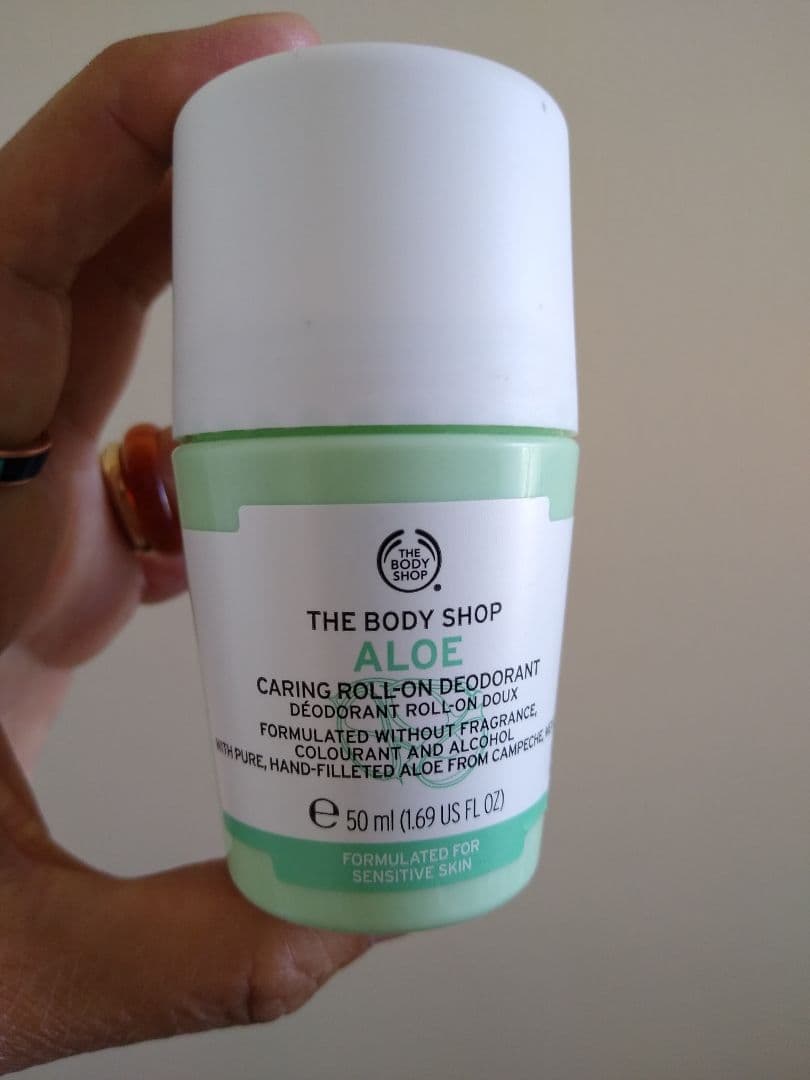 THE
BODY
SHOP
THE BODY SHOP
ALOE
CARING ROLL-ON DEODORANT
DÉODORANT ROLL-ON DOUX
FORMULATED WITHOUT FRAGRANCE,
COLOURANT AND ALCOHOL
WITH PURE, HAND-FILLETED ALOE FROM CAMPECHE,
℮ 50 ml (1.69 US FL OZ)
FORMULATED FOR
SENSITIVE SKIN